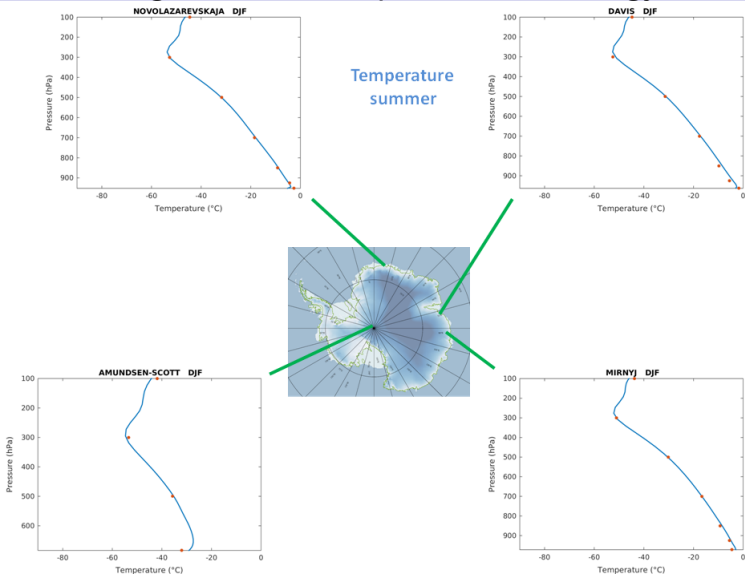 NOVOLAZAREVSKAJA DJF
100
200
300
400
500
600
700
800
900
Pressure (hPa)
-80 -60 -40 -20 0
Temperature (°C)
Temperature
summer
DAVIS DJF
100
200
300
400
500
600
700
800
900
Pressure (hPa)
-80 -60 -40 -20 0
Temperature (°C)
AMUNDSEN-SCOTT DJF
100
200
300
400
500
600
Pressure (hPa)
-80 -60 -40 -20 0
Temperature (°C)
MIRNYJ DJF
100
200
300
400
500
600
700
800
900
Pressure (hPa)
-80 -60 -40 -20 0
Temperature (°C)